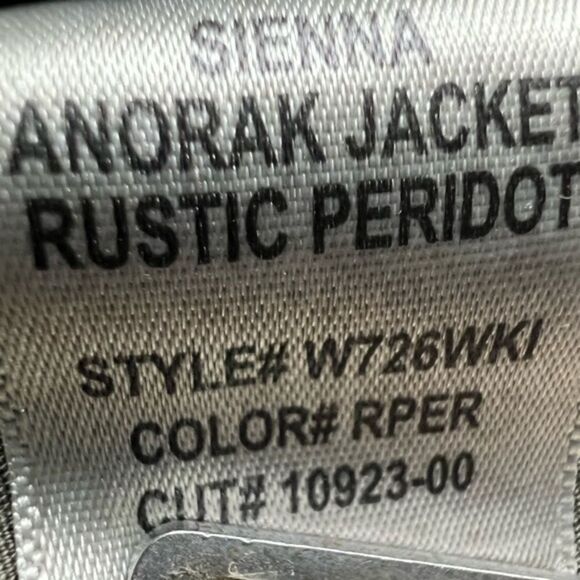 SIENNA
ANORAK JACKET
RUSTIC PERIDOT
STYLE# W726WKI
COLOR# RPER
CUT# 10923-00